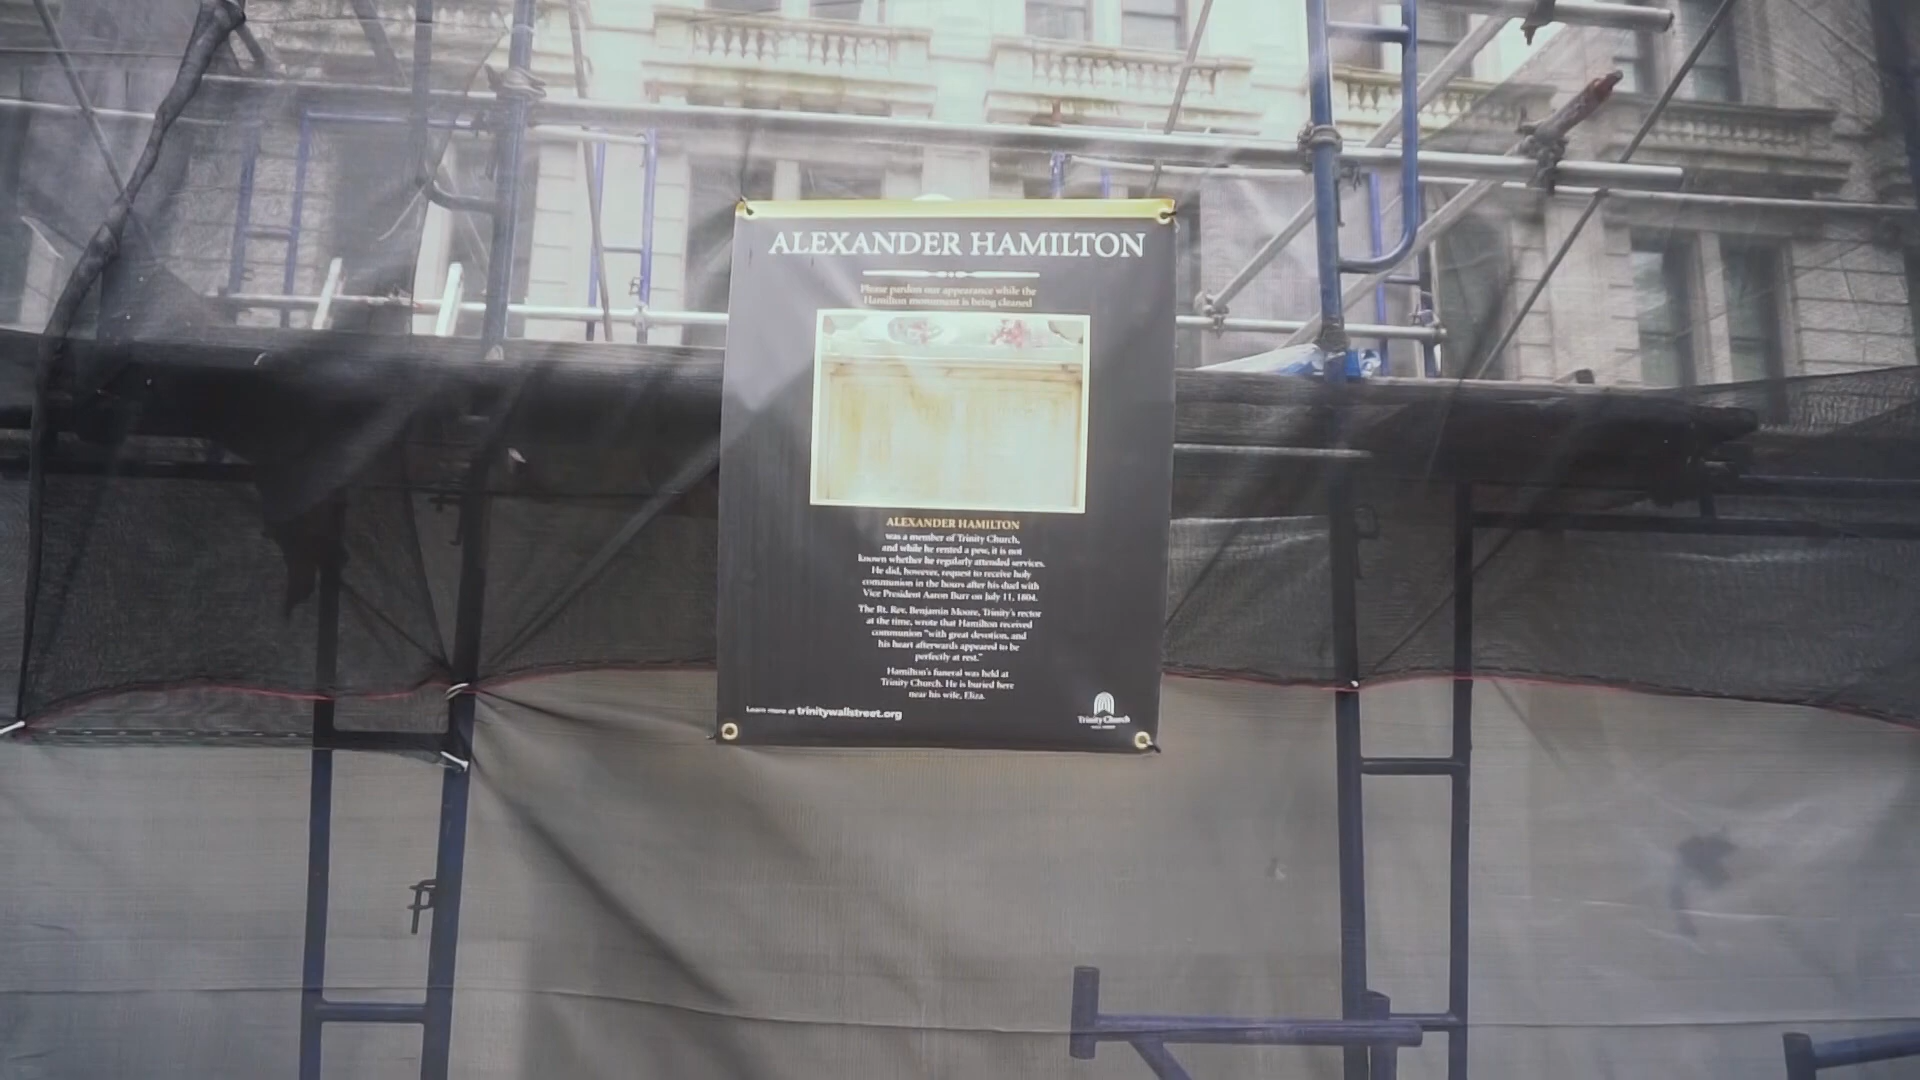 ALEXANDER HAMILTON
Please pardon our appearance while the
Hamilton monument is being cleaned
ALEXANDER HAMILTON
was a member of Trinity Church,
and while he rented a pew, it is not
known whether he regularly attended services.
He did, however, request to receive holy
communion in the hours after his duel with
Vice President Aaron Burr on July 11, 1804.
The Rt. Rev. Benjamin Moore, Trinity's rector
at the time, wrote that Hamilton received
communion "with great devotion, and
his heart afterwards appeared to be
perfectly at rest."
Hamilton's funeral was held at
Trinity Church. He is buried here
near his wife, Eliza.
Learn more at trinitywallstreet.org
Trinity Church